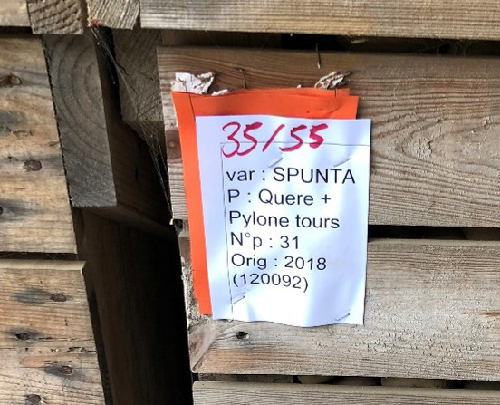 35/55
var : SPUNTA
P : Quere +
Pylone tours
N°p : 31
Orig : 2018
(120092)